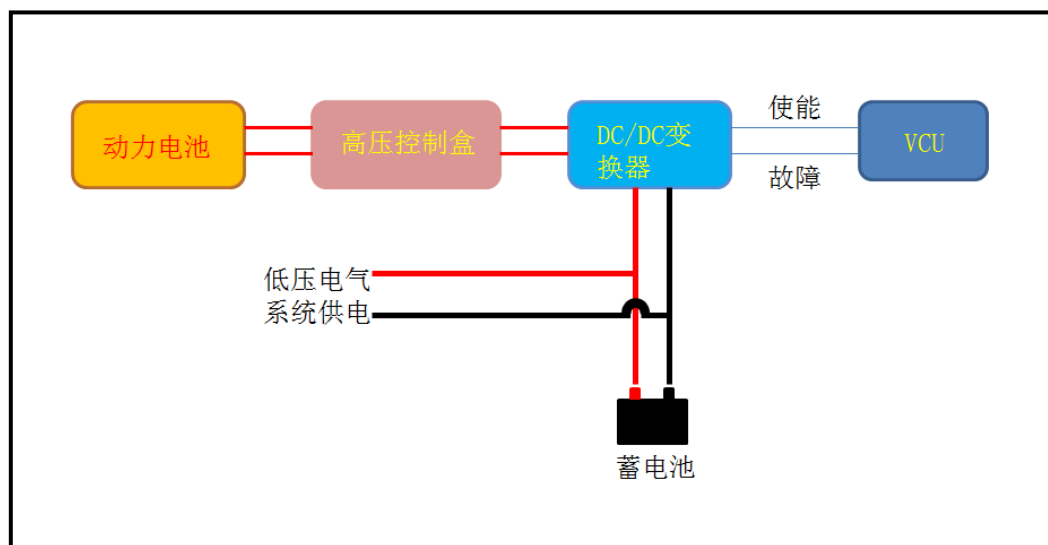 动力电池
高压控制盒
DC/DC变
换器
使能
故障
VCU
低压电气
系统供电
蓄电池